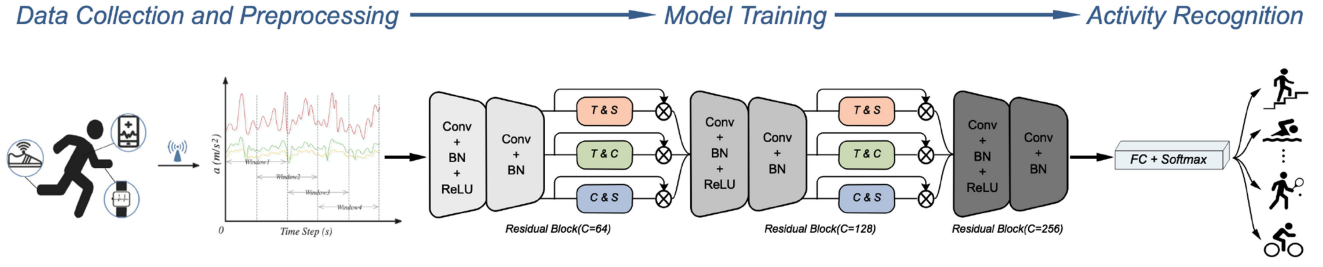 Data Collection and Preprocessing
Model Training
Activity Recognition
a (m/s²)
Window1
Window2
Window3
Window4
0
Time Step (s)
Conv
+
BN
+
ReLU
Conv
+
BN
T & S
T & C
C & S
Residual Block(C=64)
Conv
+
BN
+
ReLU
Conv
+
BN
T & S
T & C
C & S
Residual Block(C=128)
Conv
+
BN
+
ReLU
Conv
+
BN
Residual Block(C=256)
FC + Softmax